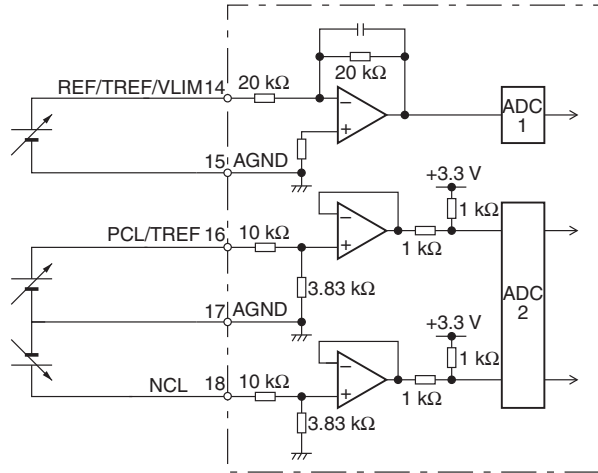 REF/TREF/VLIM 14
20 kΩ
20 kΩ
ADC
1
15 AGND
+3.3 V
1 kΩ
PCL/TREF 16
10 kΩ
1 kΩ
3.83 kΩ
17 AGND
ADC
2
+3.3 V
1 kΩ
NCL 18
10 kΩ
1 kΩ
3.83 kΩ